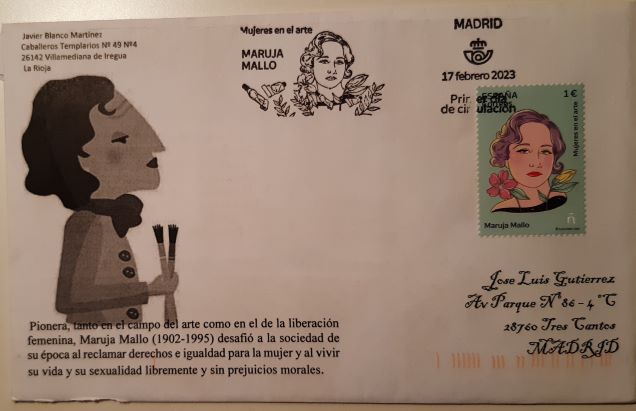 Javier Blanco Martínez
Caballeros Templarios Nº 49 Nº4
26142 Villamediana de Iregua
La Rioja
Mujeres en el arte
MARUJA
MALLO
MADRID
17 febrero 2023
Primer día
de circulación
ESPAÑA
1 €
Mujeres en el arte
Maruja Mallo
Jose Luis Gutierrez
Av Parque Nº 86 - 4 ºC
28760 Tres Cantos
MADRID
Pionera, tanto en el campo del arte como en el de la liberación
femenina, Maruja Mallo (1902-1995) desafió a la sociedad de
su época al reclamar derechos e igualdad para la mujer y al vivir
su vida y su sexualidad libremente y sin prejuicios morales.